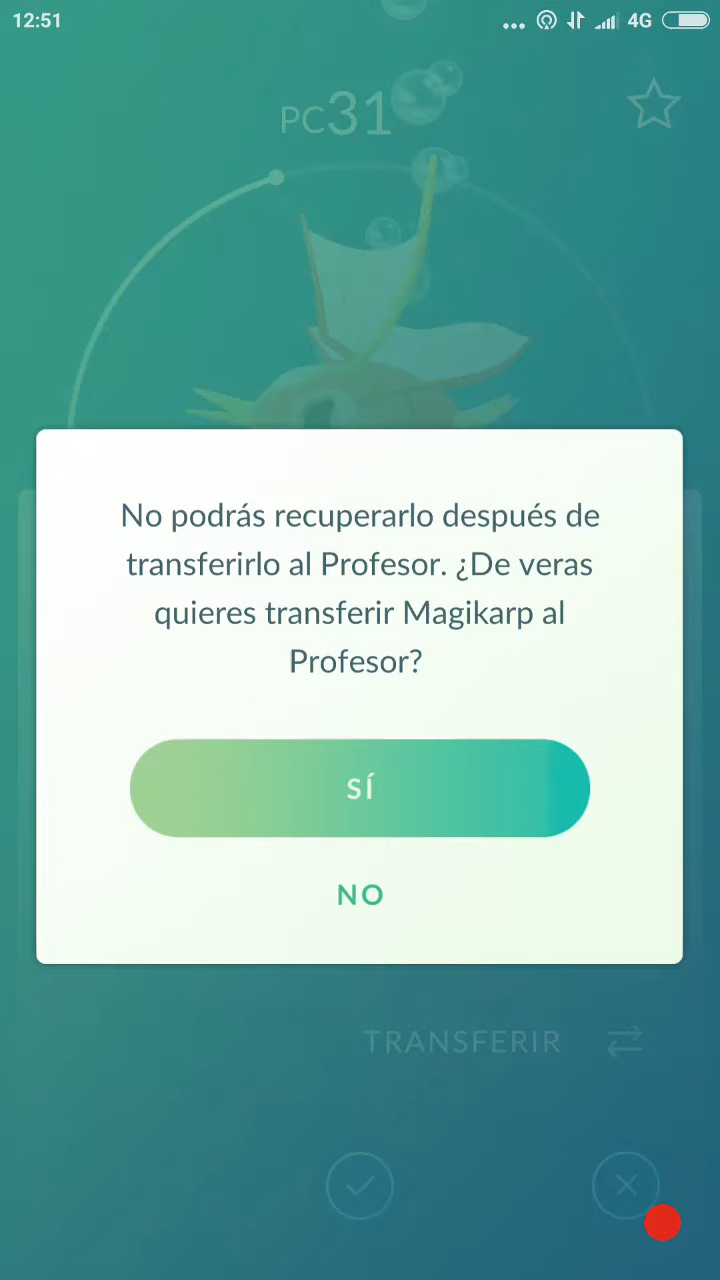 12:51
4G
PC31
No podrás recuperarlo después de
transferirlo al Profesor. ¿De veras
quieres transferir Magikarp al
Profesor?
SÍ
NO
TRANSFERIR